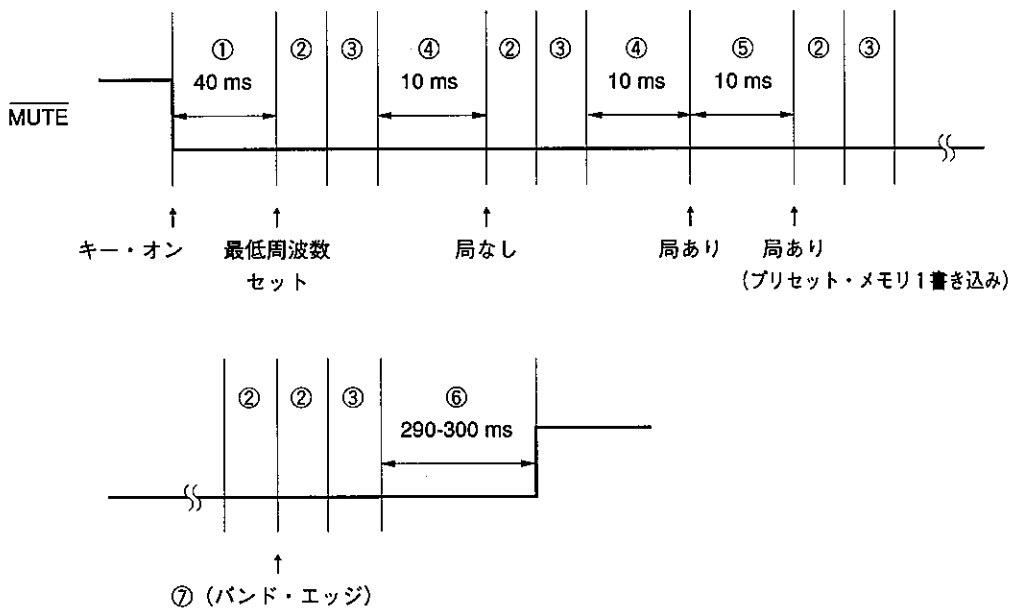 ① ② ③ ④ ② ③ ④ ⑤ ② ③
40 ms 10 ms 10 ms 10 ms
MUTE
キー・オン 最低周波数 局なし 局あり 局あり
セット (プリセット・メモリ1書き込み)
② ② ③ ⑥
290-300 ms
⑦ (バンド・エッジ)